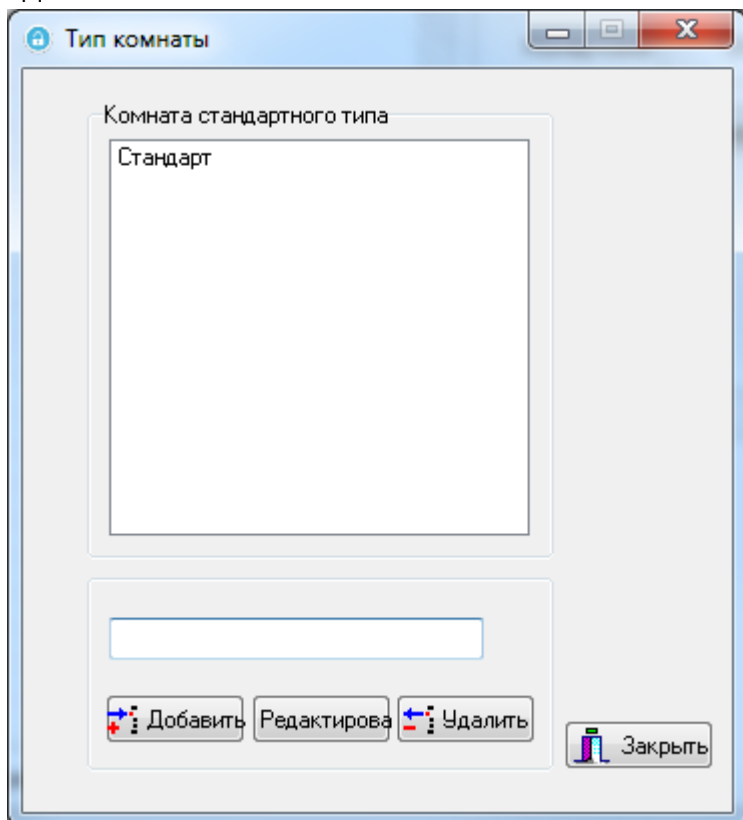 Тип комнаты
Комната стандартного типа
Стандарт
Добавить Редактирова Удалить
Закрыть